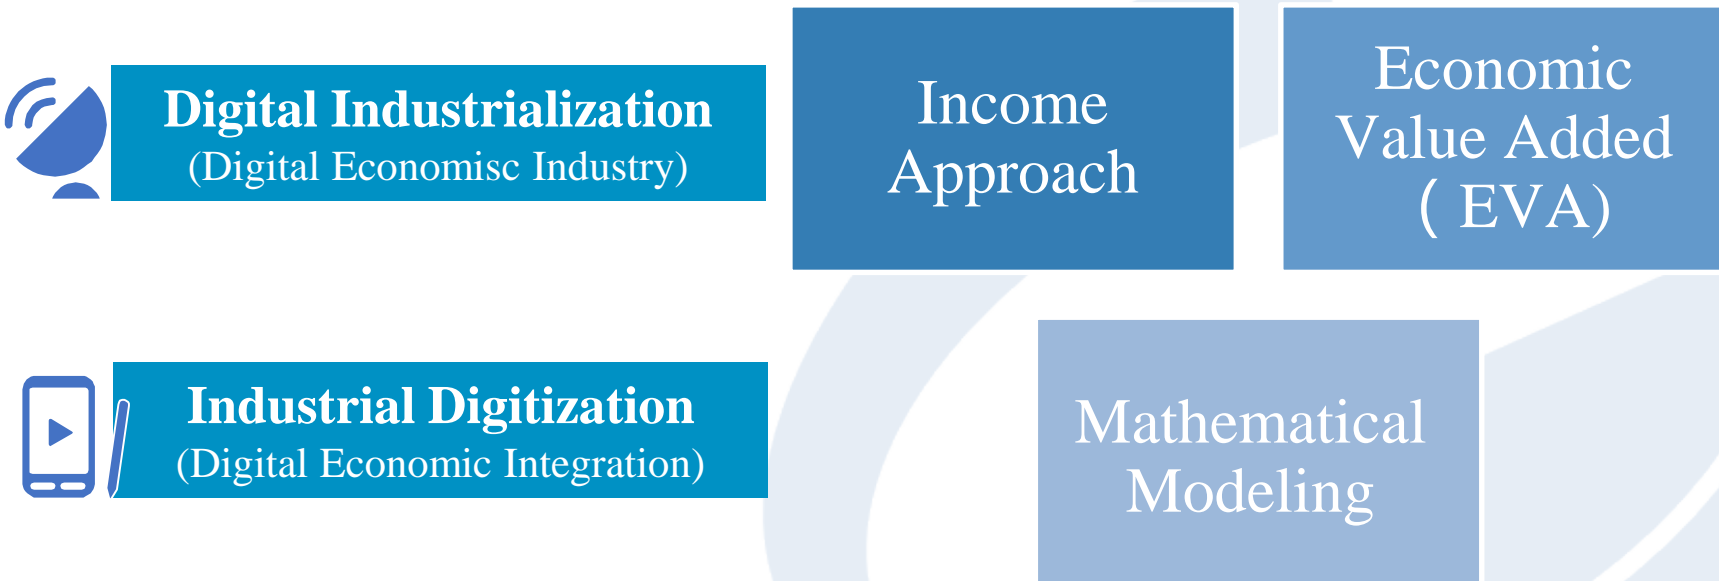 Digital Industrialization
(Digital Economisc Industry)
Income
Approach
Economic
Value Added
( EVA)
Industrial Digitization
(Digital Economic Integration)
Mathematical
Modeling